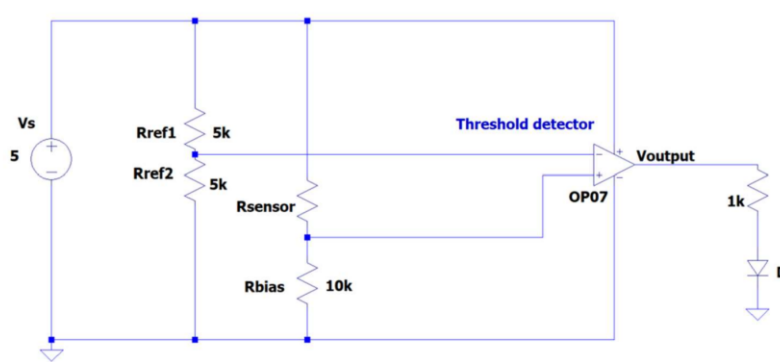 Vs
5
+
−
Rref1
5k
Rref2
5k
Rsensor
Rbias
10k
Threshold detector
−
+
+
−
OP07
Voutput
1k